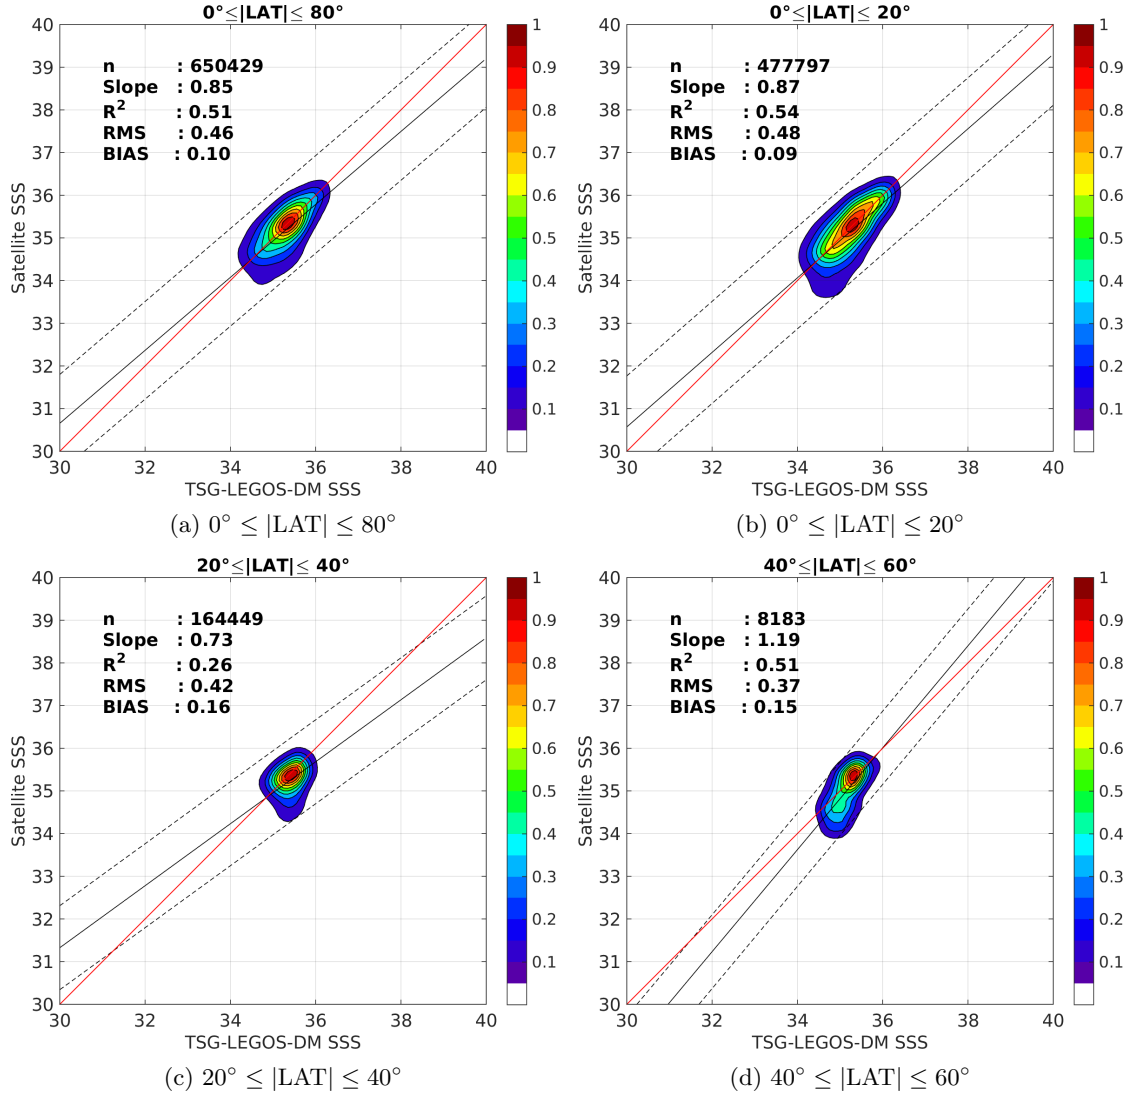 0°≤|LAT|≤ 80°
n : 650429
Slope : 0.85
R² : 0.51
RMS : 0.46
BIAS : 0.10
40
39
38
37
36
35
34
33
32
31
30
30 32 34 36 38 40
Satellite SSS
TSG-LEGOS-DM SSS
1
0.9
0.8
0.7
0.6
0.5
0.4
0.3
0.2
0.1
(a) 0° ≤ |LAT| ≤ 80°
0°≤|LAT|≤ 20°
n : 477797
Slope : 0.87
R² : 0.54
RMS : 0.48
BIAS : 0.09
40
39
38
37
36
35
34
33
32
31
30
30 32 34 36 38 40
Satellite SSS
TSG-LEGOS-DM SSS
1
0.9
0.8
0.7
0.6
0.5
0.4
0.3
0.2
0.1
(b) 0° ≤ |LAT| ≤ 20°
20°≤|LAT|≤ 40°
n : 164449
Slope : 0.73
R² : 0.26
RMS : 0.42
BIAS : 0.16
40
39
38
37
36
35
34
33
32
31
30
30 32 34 36 38 40
Satellite SSS
TSG-LEGOS-DM SSS
1
0.9
0.8
0.7
0.6
0.5
0.4
0.3
0.2
0.1
(c) 20° ≤ |LAT| ≤ 40°
40°≤|LAT|≤ 60°
n : 8183
Slope : 1.19
R² : 0.51
RMS : 0.37
BIAS : 0.15
40
39
38
37
36
35
34
33
32
31
30
30 32 34 36 38 40
Satellite SSS
TSG-LEGOS-DM SSS
1
0.9
0.8
0.7
0.6
0.5
0.4
0.3
0.2
0.1
(d) 40° ≤ |LAT| ≤ 60°